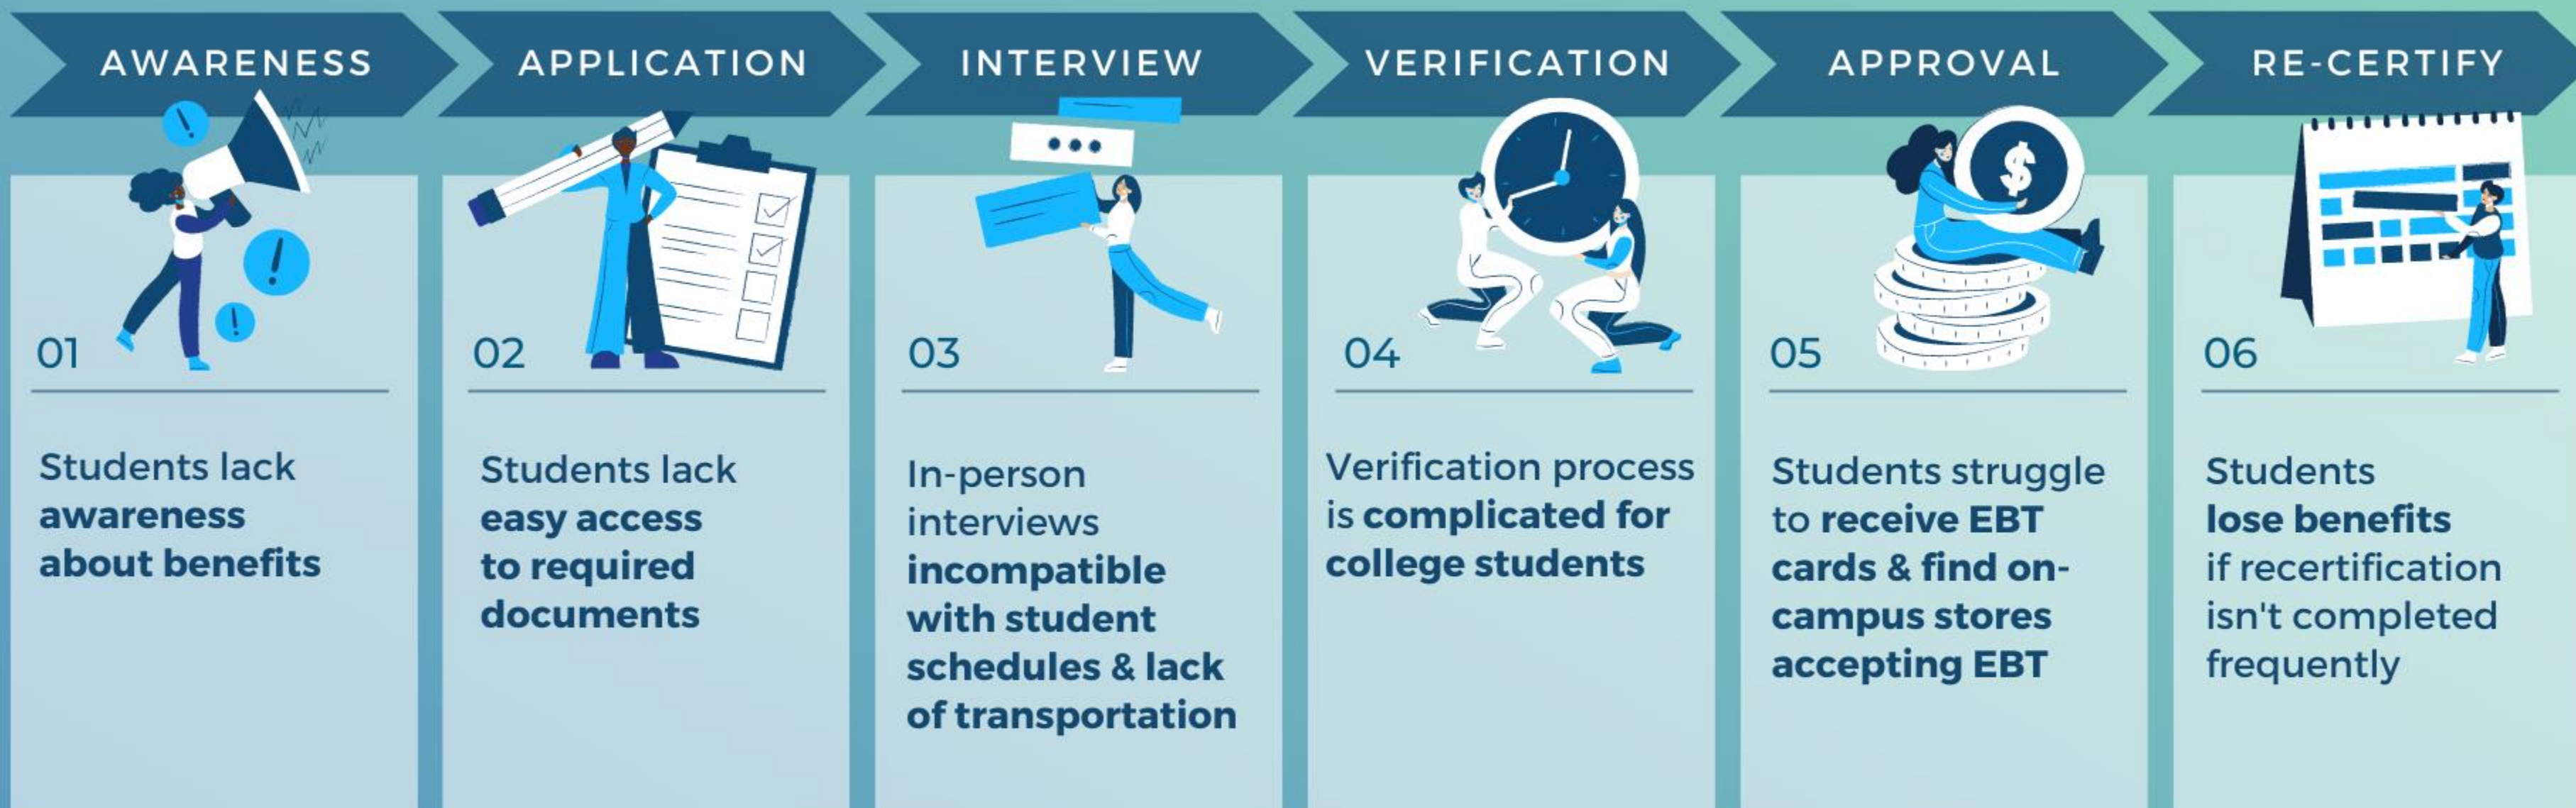 AWARENESS
APPLICATION
INTERVIEW
VERIFICATION
APPROVAL
RE-CERTIFY
01
Students lack
awareness
about benefits
02
Students lack
easy access
to required
documents
03
In-person
interviews
incompatible
with student
schedules & lack
of transportation
04
Verification process
is complicated for
college students
05
Students struggle
to receive EBT
cards & find on-
campus stores
accepting EBT
06
Students
lose benefits
if recertification
isn't completed
frequently